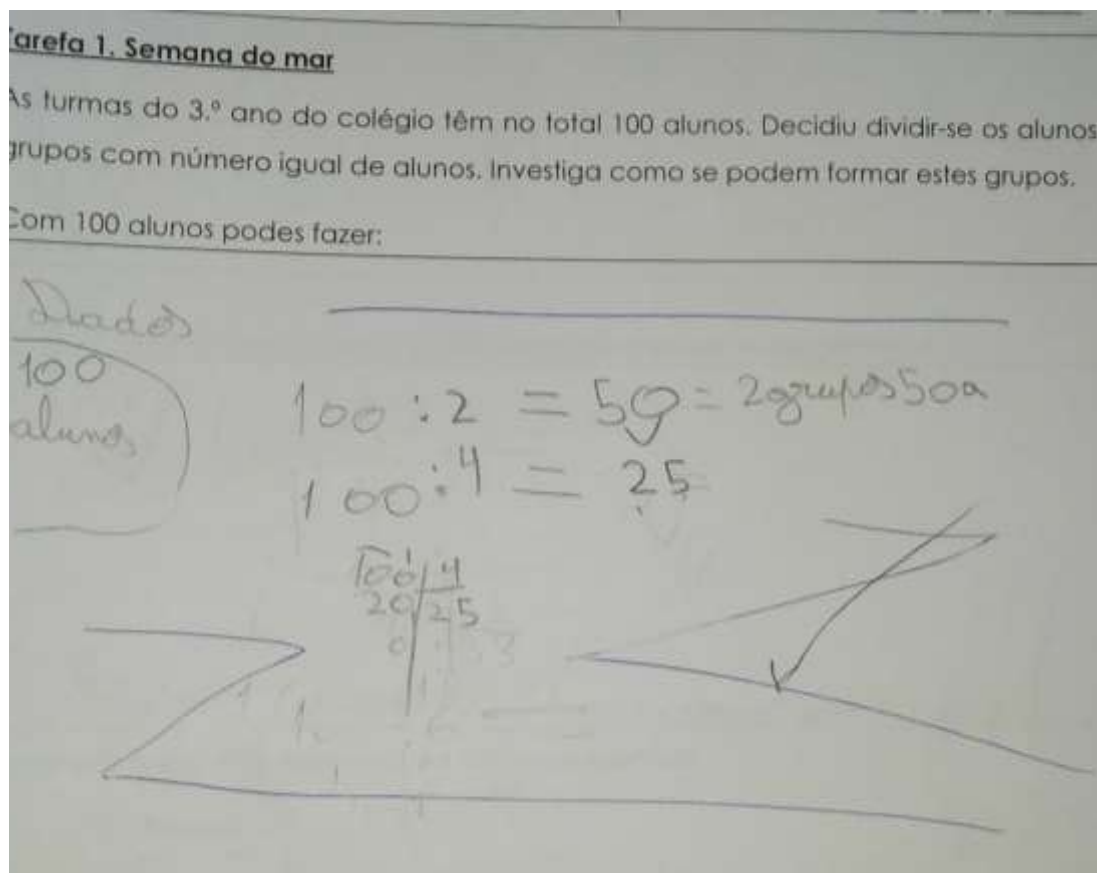 arefa 1. Semana do mar
As turmas do 3.º ano do colégio têm no total 100 alunos. Decidiu dividir-se os alunos
grupos com número igual de alunos. Investiga como se podem formar estes grupos.
Com 100 alunos podes fazer:
Dados
100
alunos
100 : 2 = 50 = 2 grupos 50a
100 : 4 = 25
100 4
20 25
0